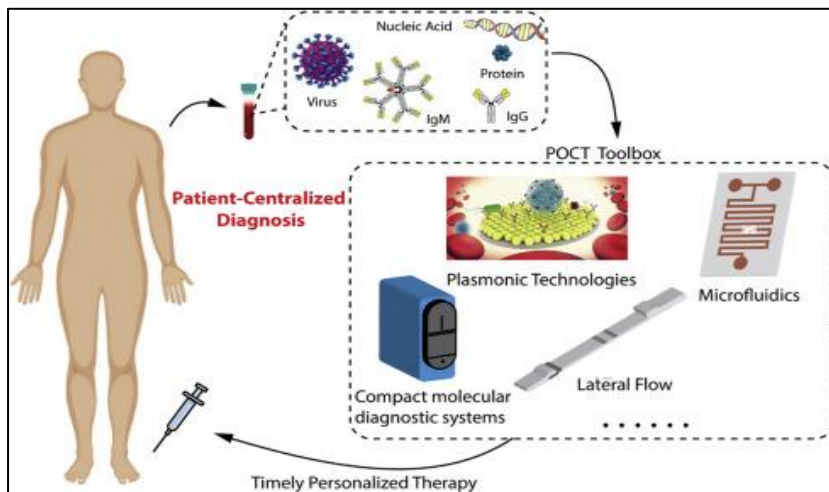 Nucleic Acid
Protein
Virus
IgM
IgG
POCT Toolbox
Patient-Centralized
Diagnosis
Plasmonic Technologies
Microfluidics
Compact molecular
diagnostic systems
Lateral Flow
......
Timely Personalized Therapy